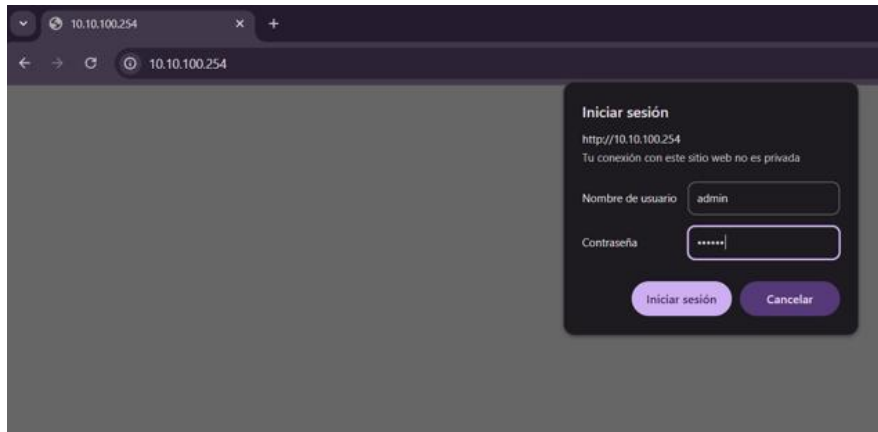 10.10.100.254
10.10.100.254
Iniciar sesión
http://10.10.100.254
Tu conexión con este sitio web no es privada
Nombre de usuario admin
Contraseña ••••••
Iniciar sesión Cancelar